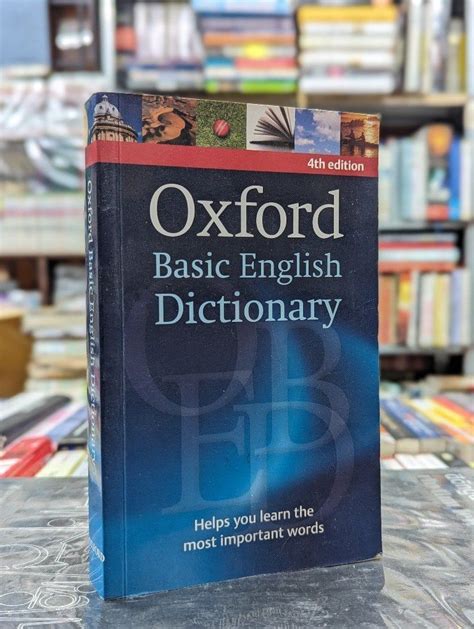 4th edition
Oxford
Basic English
Dictionary
OBED
Helps you learn the
most important words
Oxford Basic English Dictionary